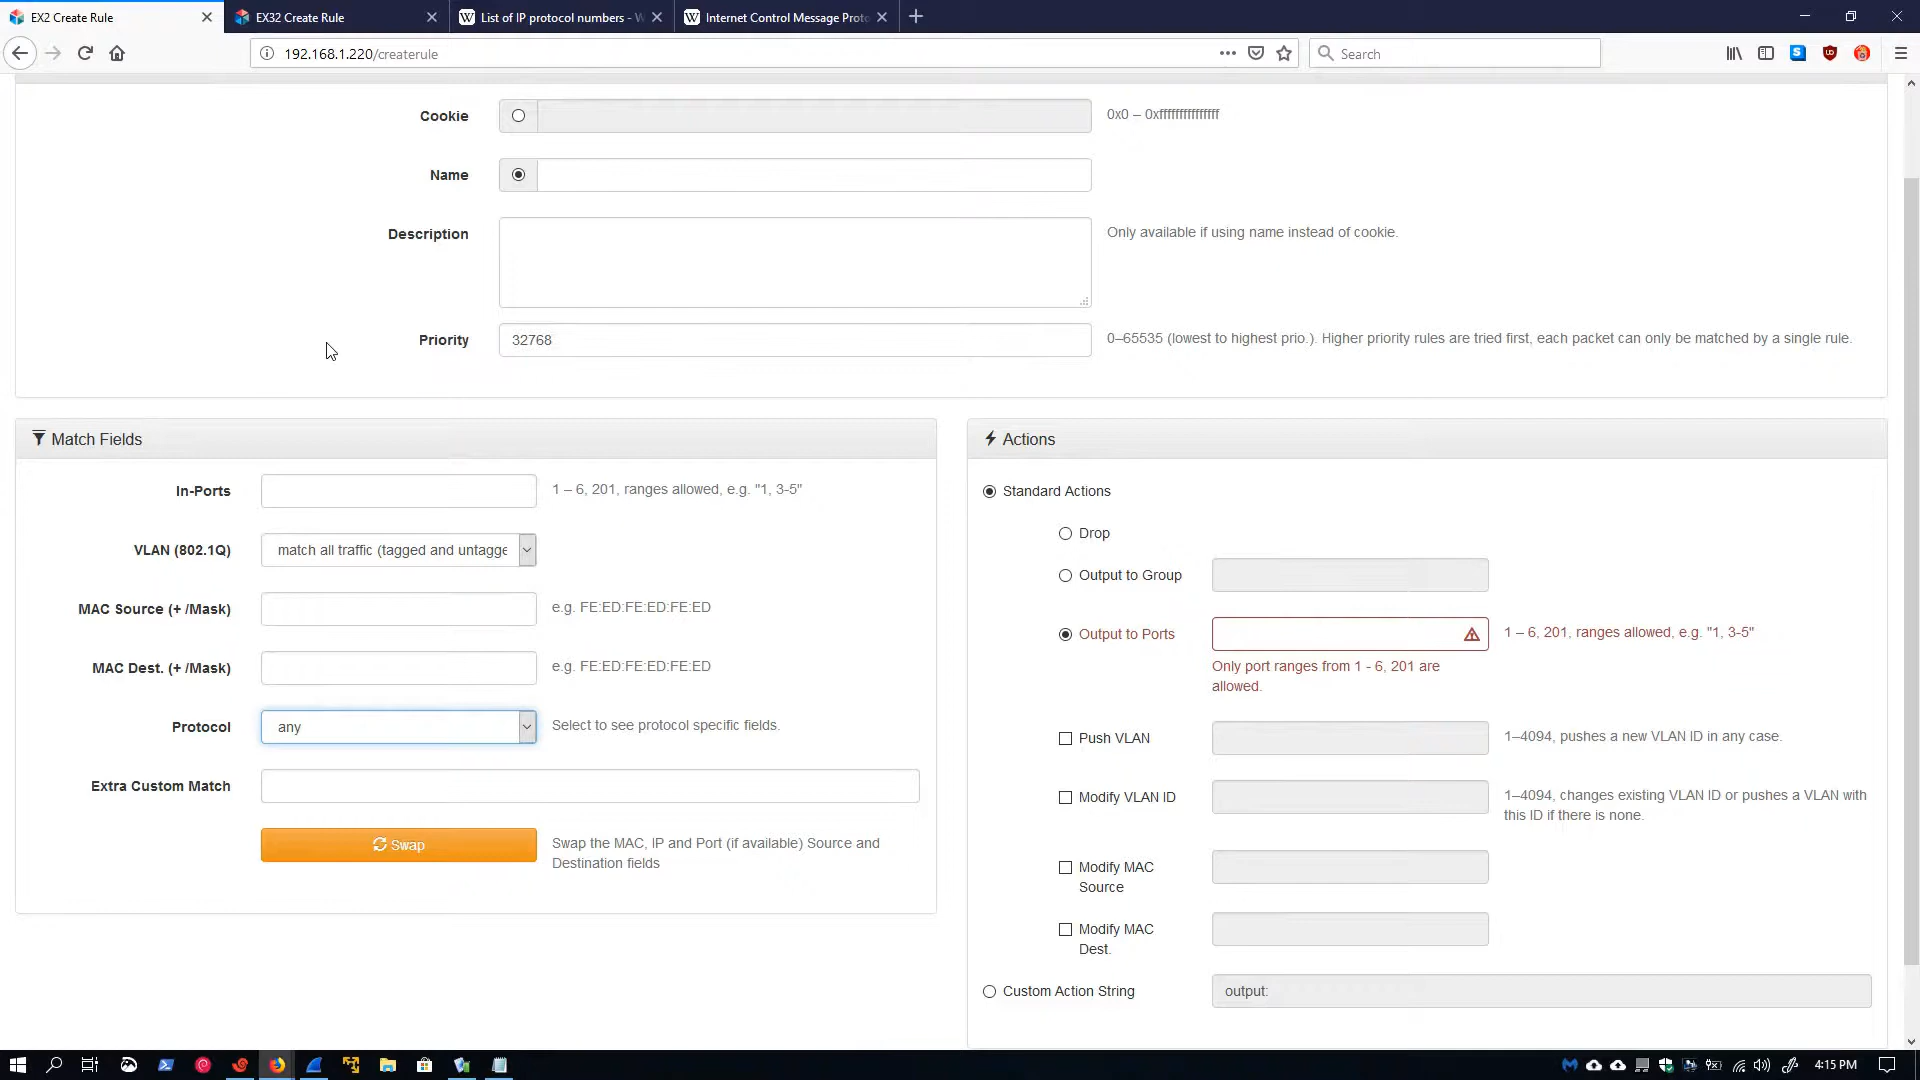 EX2 Create Rule
EX32 Create Rule
List of IP protocol numbers - W
Internet Control Message Proto
192.168.1.220/createrule
Search
Cookie
0x0 – 0xffffffffffffffff
Name
Description
Only available if using name instead of cookie.
Priority
32768
0–65535 (lowest to highest prio.). Higher priority rules are tried first, each packet can only be matched by a single rule.
Match Fields
In-Ports
1 – 6, 201, ranges allowed, e.g. "1, 3-5"
VLAN (802.1Q)
match all traffic (tagged and untagge
MAC Source (+ /Mask)
e.g. FE:ED:FE:ED:FE:ED
MAC Dest. (+ /Mask)
e.g. FE:ED:FE:ED:FE:ED
Protocol
any
Select to see protocol specific fields.
Extra Custom Match
Swap
Swap the MAC, IP and Port (if available) Source and
Destination fields
Actions
Standard Actions
Drop
Output to Group
Output to Ports
1 – 6, 201, ranges allowed, e.g. "1, 3-5"
Only port ranges from 1 - 6, 201 are
allowed.
Push VLAN
1–4094, pushes a new VLAN ID in any case.
Modify VLAN ID
1–4094, changes existing VLAN ID or pushes a VLAN with
this ID if there is none.
Modify MAC
Source
Modify MAC
Dest.
Custom Action String
output:
4:15 PM